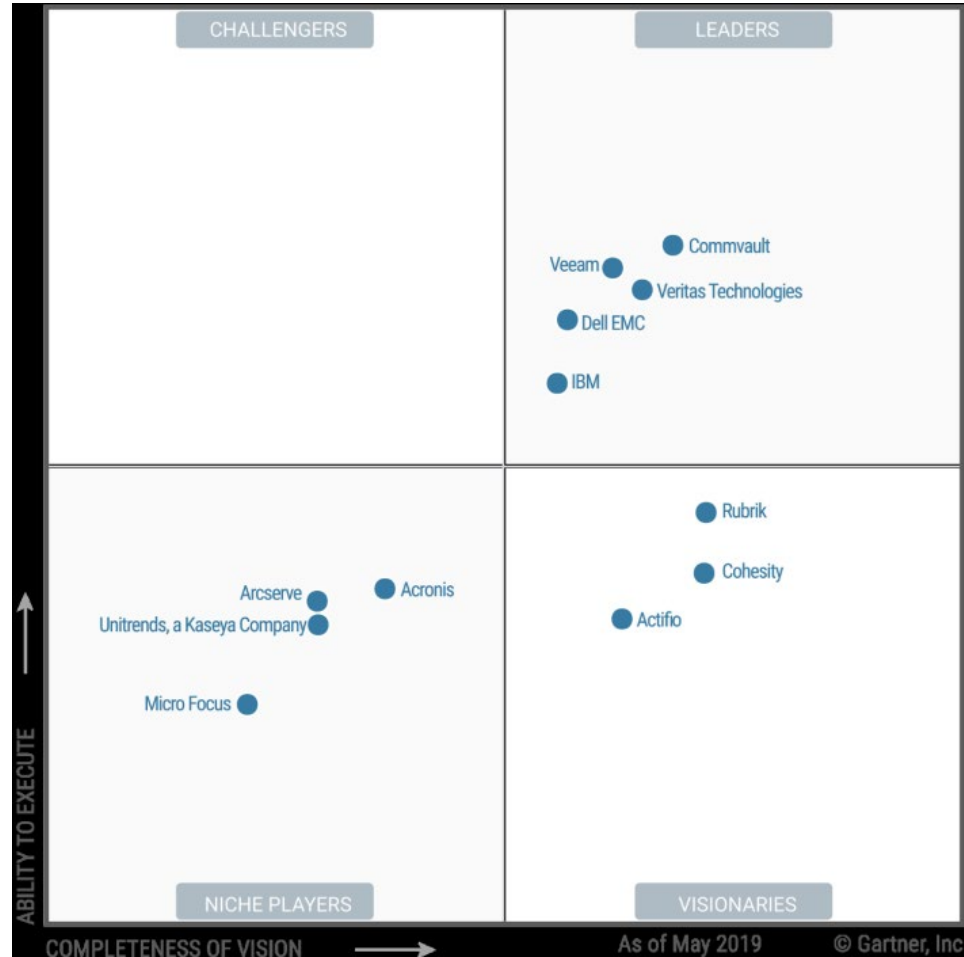 CHALLENGERS
LEADERS
Commvault
Veeam
Veritas Technologies
Dell EMC
IBM
Rubrik
Cohesity
Acronis
Arcserve
Actifio
Unitrends, a Kaseya Company
Micro Focus
ABILITY TO EXECUTE
NICHE PLAYERS
VISIONARIES
COMPLETENESS OF VISION
As of May 2019
© Gartner, Inc